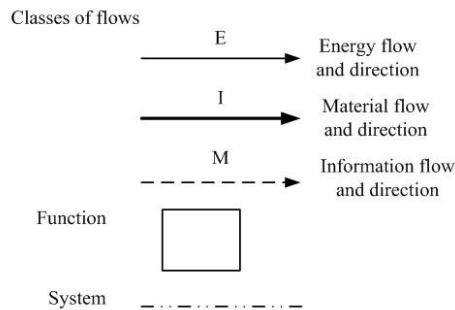 Classes of flows
E
Energy flow
and direction
I
Material flow
and direction
M
Information flow
and direction
Function
System